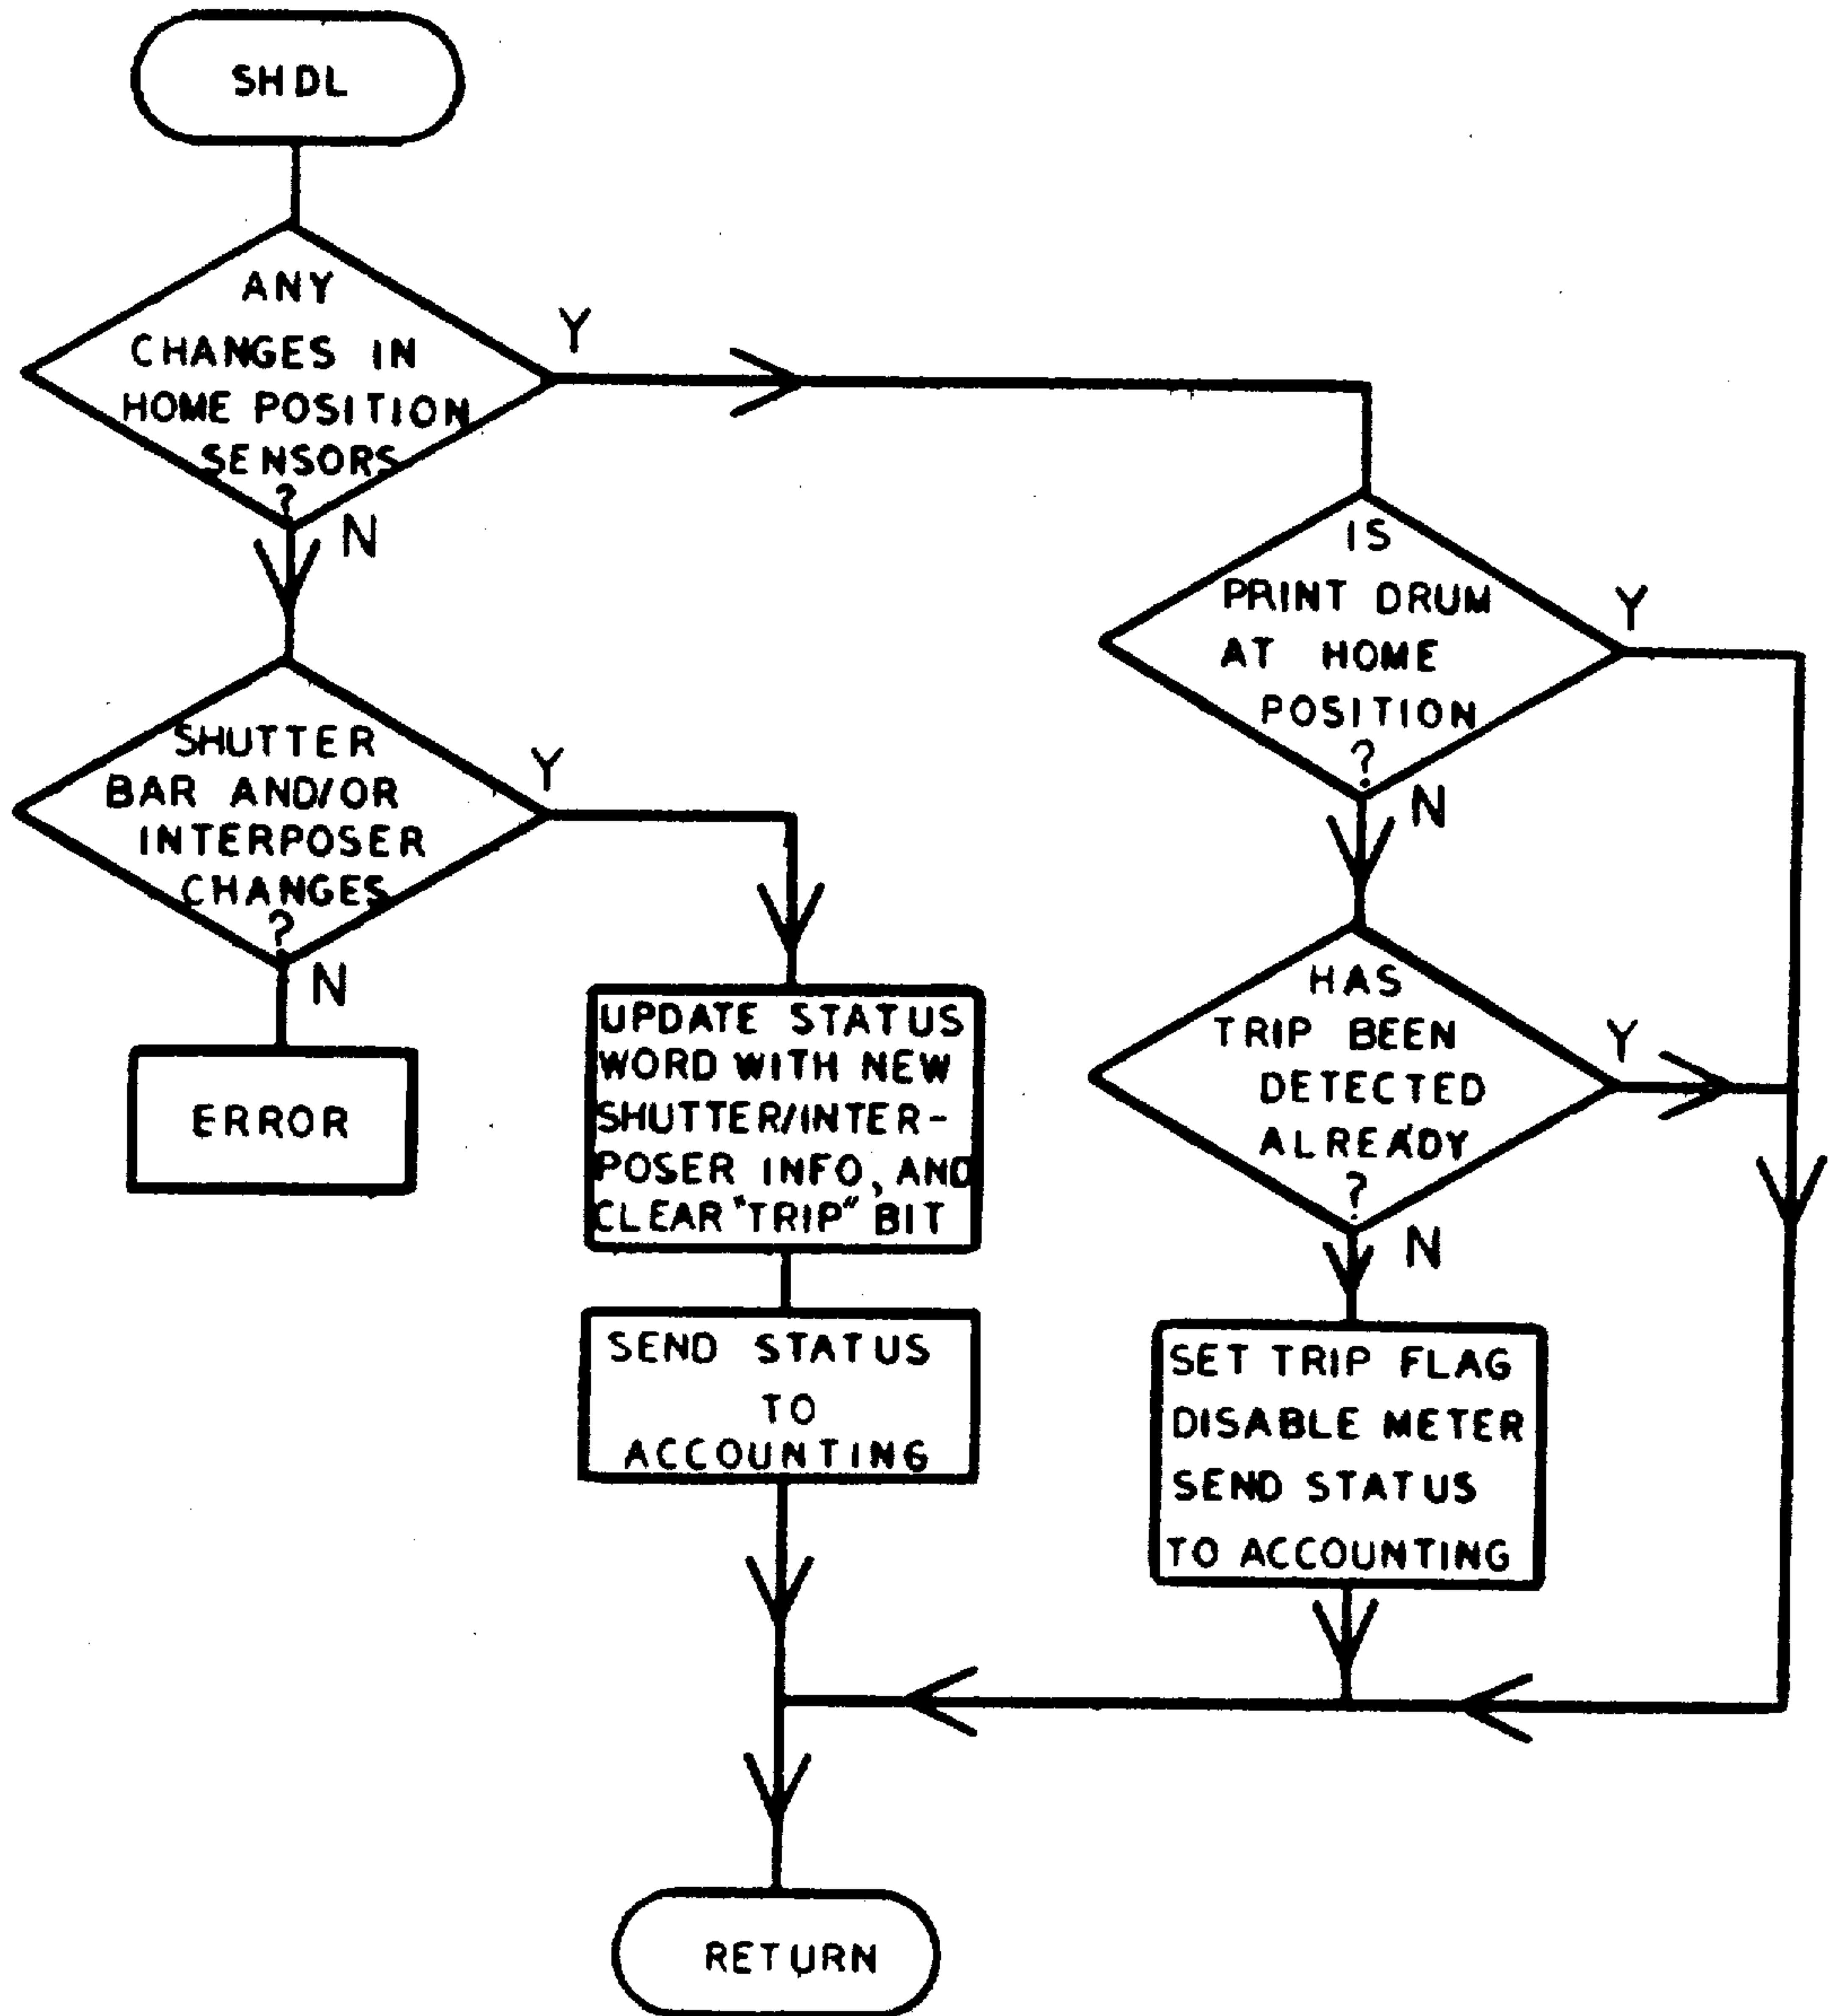 SHDL
ANY
CHANGES IN
HOME POSITION
SENSORS
?
Y
N
SHUTTER
BAR AND/OR
INTERPOSER
CHANGES
?
Y
N
ERROR
UPDATE STATUS
WORD WITH NEW
SHUTTER/INTER-
POSER INFO, AND
CLEAR "TRIP" BIT
SEND STATUS
TO
ACCOUNTING
IS
PRINT DRUM
AT HOME
POSITION
?
Y
N
HAS
TRIP BEEN
DETECTED
ALREADY
?
Y
N
SET TRIP FLAG
DISABLE METER
SEND STATUS
TO ACCOUNTING
RETURN